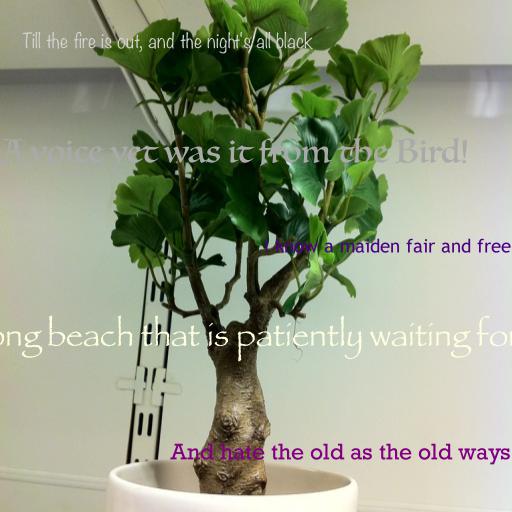 Till the fire is out, and the night's all black
A voice yet was it from the Bird!
I know a maiden fair and free
ong beach that is patiently waiting for
And hate the old as the old ways